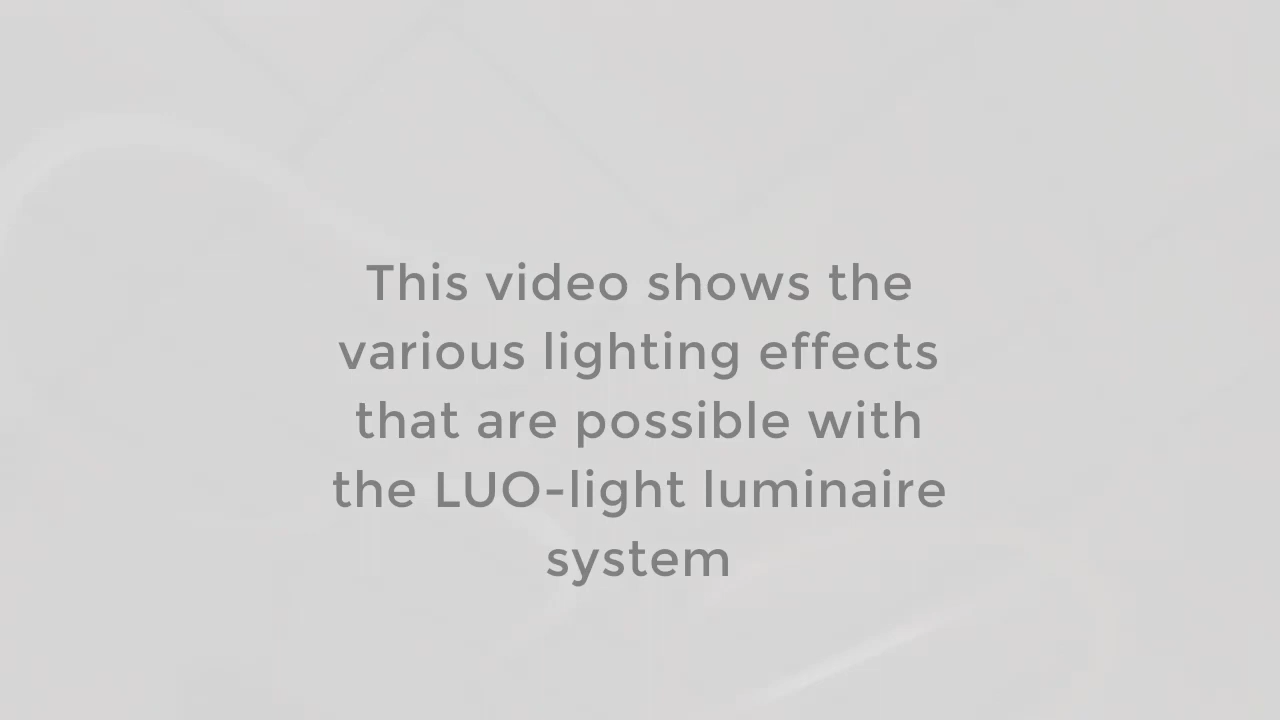 This video shows the
various lighting effects
that are possible with
the LUO-light luminaire
system